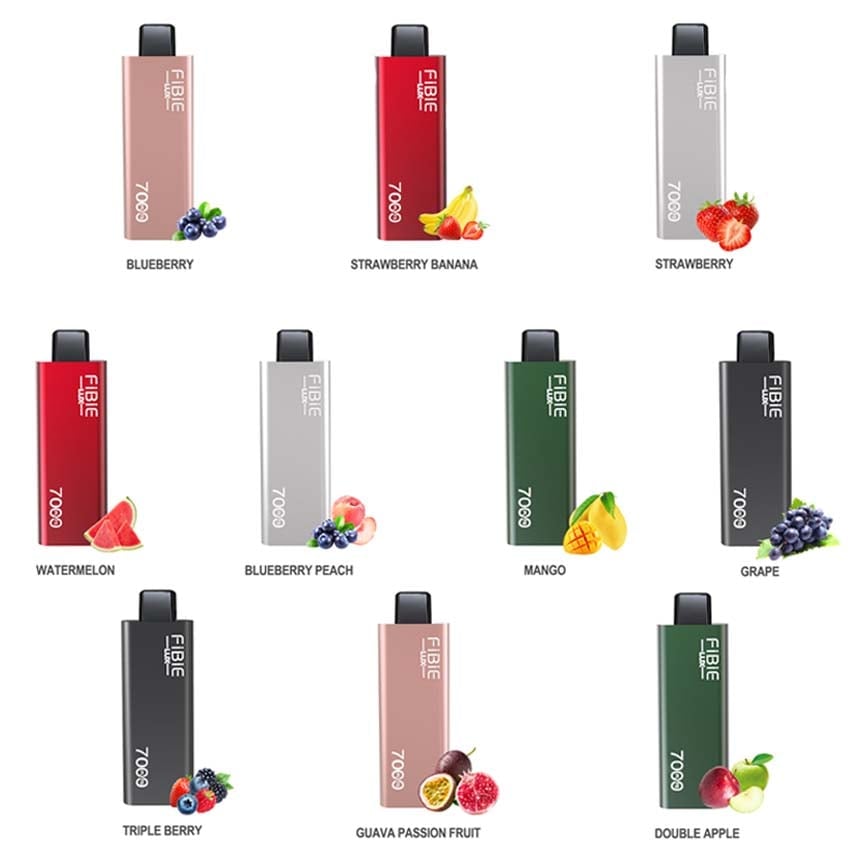 FIBIE
LUX
7000
BLUEBERRY
FIBIE
LUX
7000
STRAWBERRY BANANA
FIBIE
LUX
7000
STRAWBERRY
FIBIE
LUX
7000
WATERMELON
FIBIE
LUX
7000
BLUEBERRY PEACH
FIBIE
LUX
7000
MANGO
FIBIE
LUX
7000
GRAPE
FIBIE
LUX
7000
TRIPLE BERRY
FIBIE
LUX
7000
GUAVA PASSION FRUIT
FIBIE
LUX
7000
DOUBLE APPLE